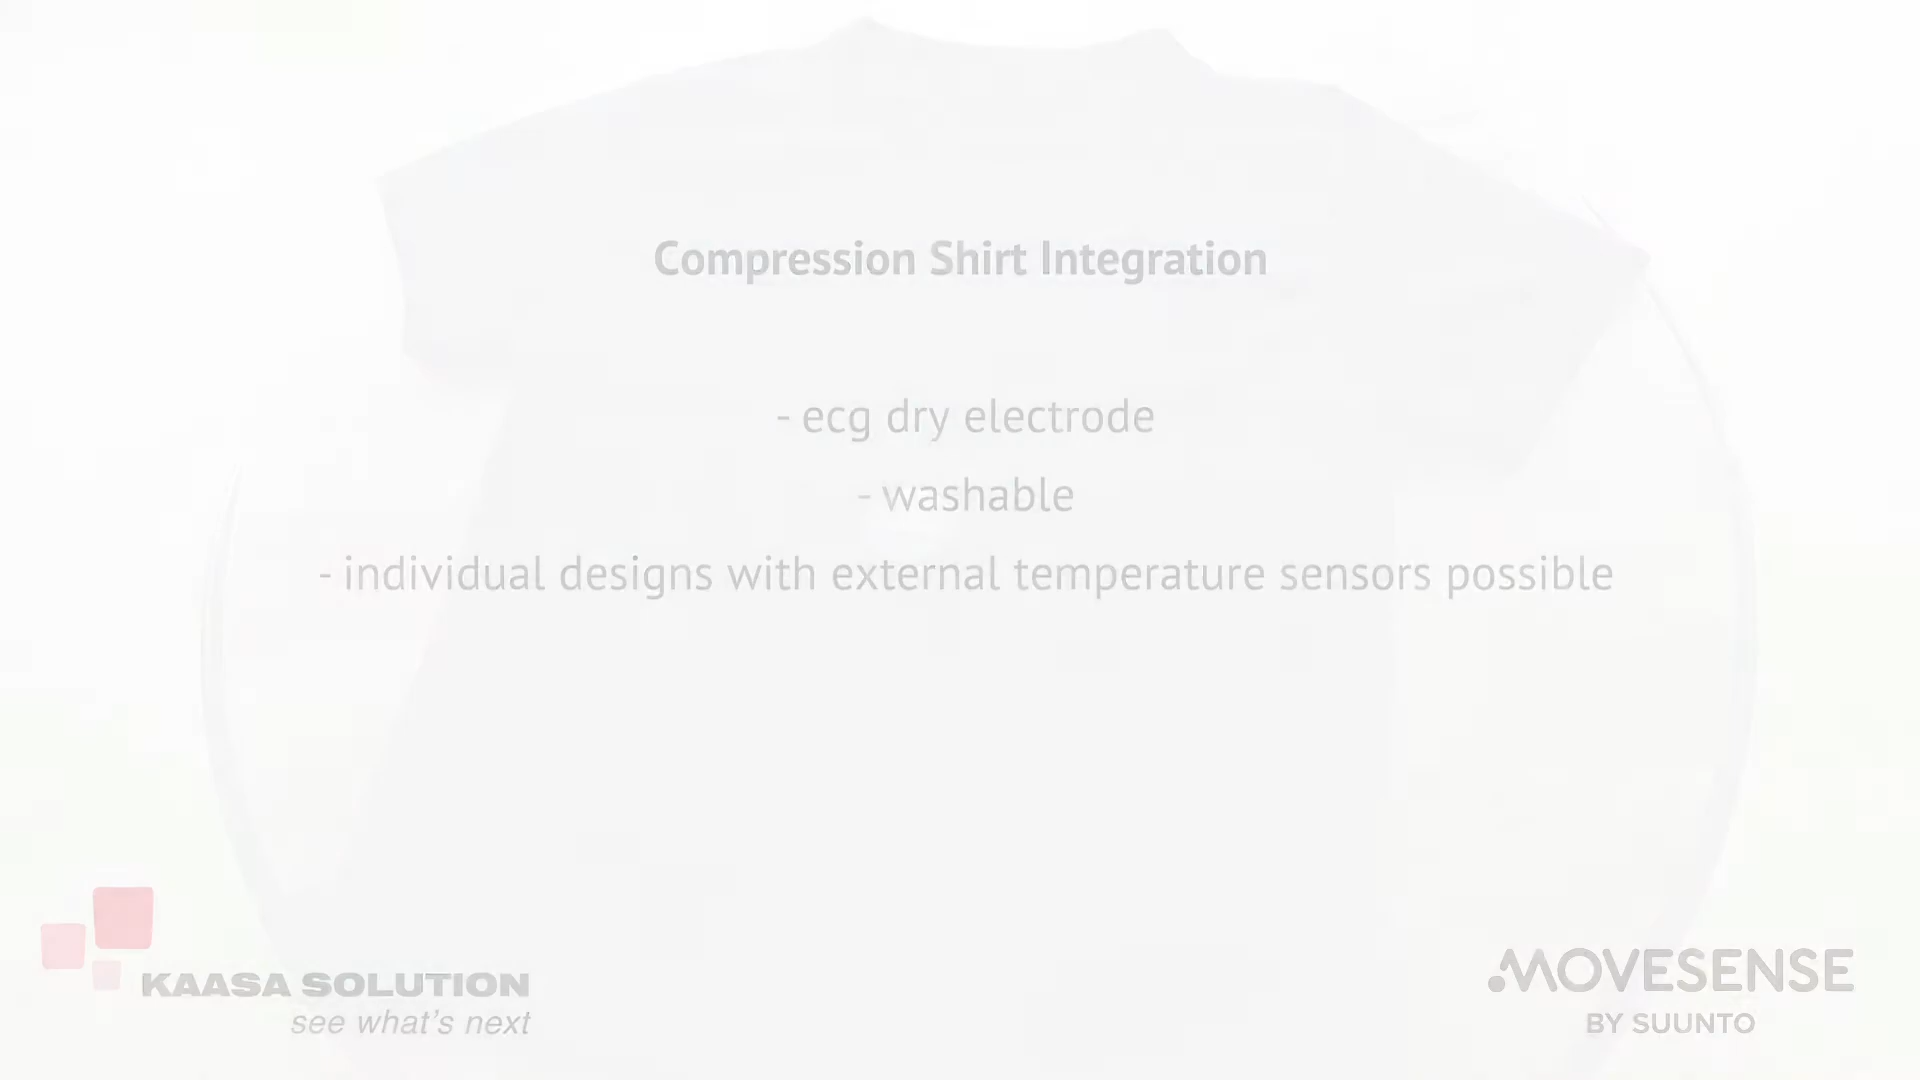 Compression Shirt Integration
- ecg dry electrode
- washable
- individual designs with external temperature sensors possible
KAASA SOLUTION
see what's next
MOVESENSE
BY SUUNTO